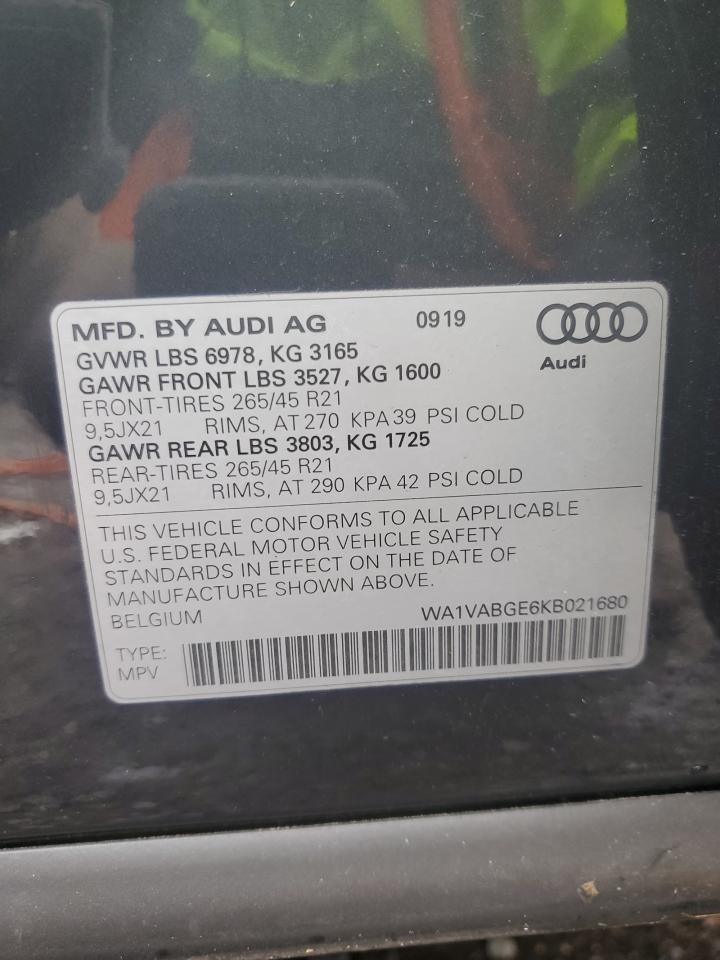 MFD. BY AUDI AG 0919
GVWR LBS 6978, KG 3165
Audi
GAWR FRONT LBS 3527, KG 1600
FRONT-TIRES 265/45 R21
9,5JX21 RIMS, AT 270 KPA 39 PSI COLD
GAWR REAR LBS 3803, KG 1725
REAR-TIRES 265/45 R21
9,5JX21 RIMS, AT 290 KPA 42 PSI COLD
THIS VEHICLE CONFORMS TO ALL APPLICABLE
U.S. FEDERAL MOTOR VEHICLE SAFETY
STANDARDS IN EFFECT ON THE DATE OF
MANUFACTURE SHOWN ABOVE.
BELGIUM WA1VABGE6KB021680
TYPE:
MPV